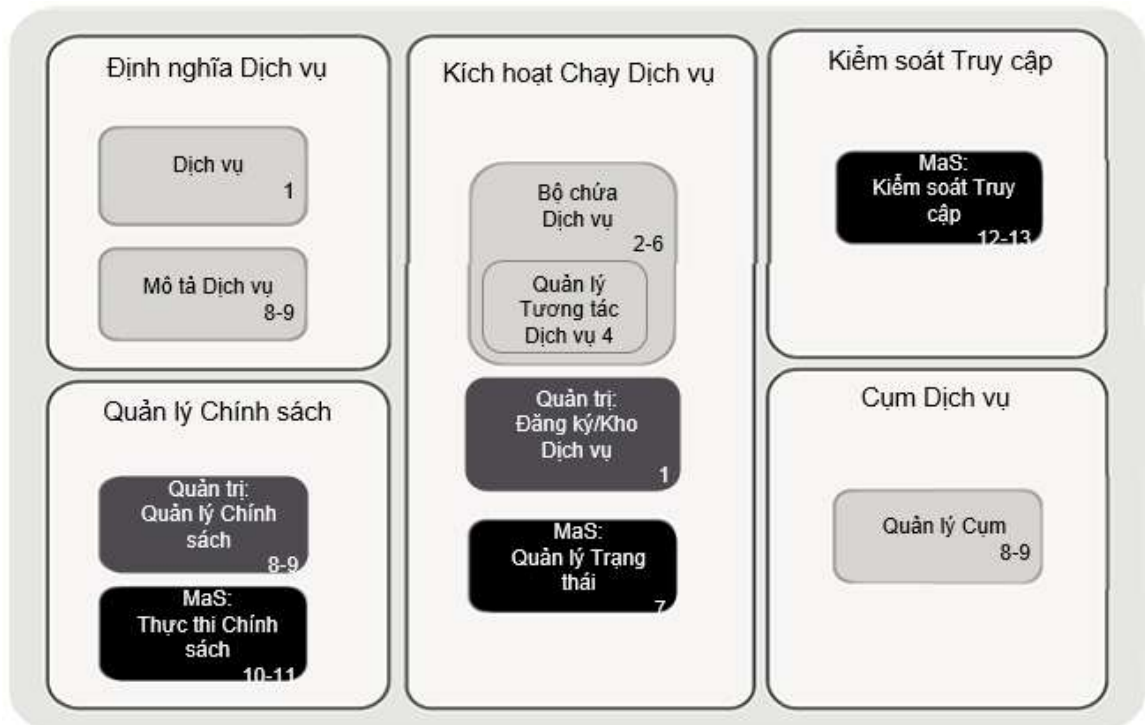 Định nghĩa Dịch vụ
Dịch vụ
1
Mô tả Dịch vụ
8-9
Quản lý Chính sách
Quản trị:
Quản lý Chính
sách
8-9
MaS:
Thực thi Chính
sách
10-11
Kích hoạt Chạy Dịch vụ
Bộ chứa
Dịch vụ
2-6
Quản lý
Tương tác
Dịch vụ 4
Quản trị:
Đăng ký/Kho
Dịch vụ
1
MaS:
Quản lý Trạng
thái
7
Kiểm soát Truy cập
MaS:
Kiểm soát Truy
cập
12-13
Cụm Dịch vụ
Quản lý Cụm
8-9